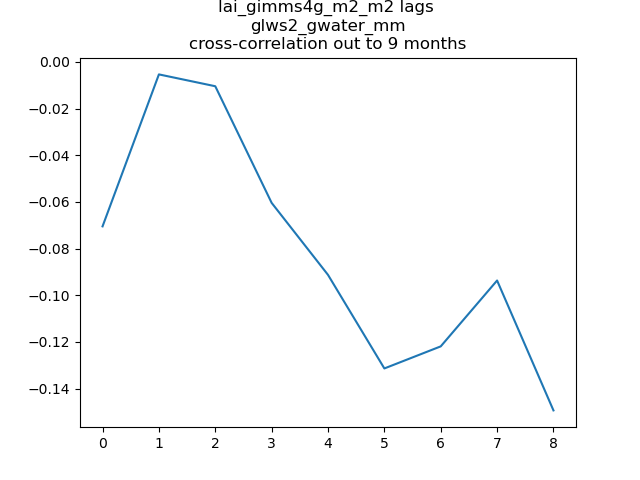 lai_gimms4g_m2_m2 lags
glws2_gwater_mm
cross-correlation out to 9 months
0.00
−0.02
−0.04
−0.06
−0.08
−0.10
−0.12
−0.14
0 1 2 3 4 5 6 7 8